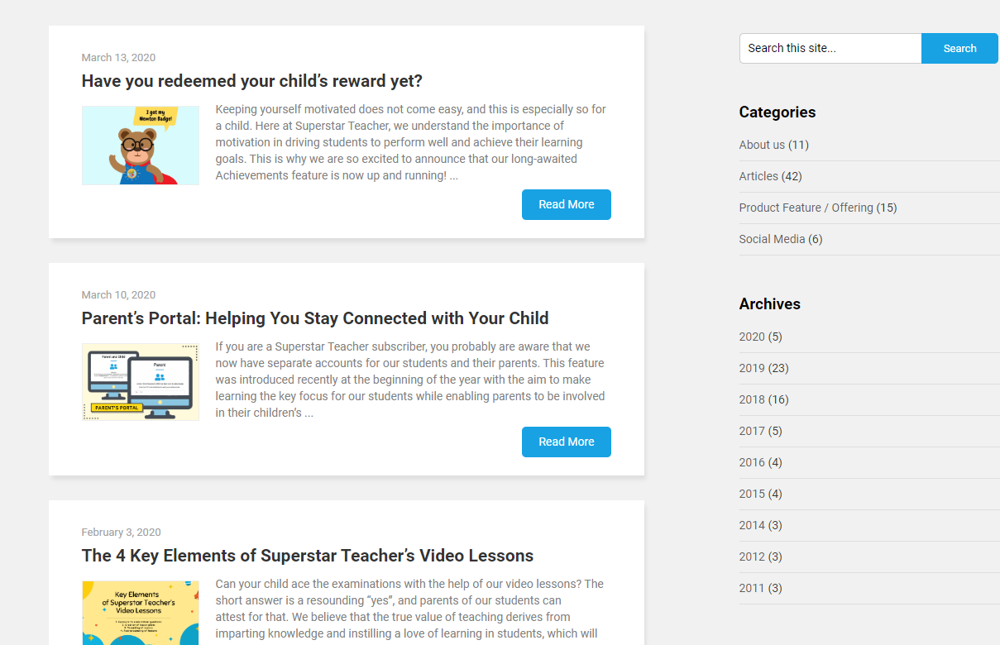 March 13, 2020
Have you redeemed your child’s reward yet?
I got my
Newton Badge!
Keeping yourself motivated does not come easy, and this is especially so for
a child. Here at Superstar Teacher, we understand the importance of
motivation in driving students to perform well and achieve their learning
goals. This is why we are so excited to announce that our long-awaited
Achievements feature is now up and running! ...
Read More
March 10, 2020
Parent’s Portal: Helping You Stay Connected with Your Child
Parent and Child
Parent
PARENT'S PORTAL
If you are a Superstar Teacher subscriber, you probably are aware that we
now have separate accounts for our students and their parents. This feature
was introduced recently at the beginning of the year with the aim to make
learning the key focus for our students while enabling parents to be involved
in their children’s ...
Read More
February 3, 2020
The 4 Key Elements of Superstar Teacher’s Video Lessons
Key Elements
of Superstar Teacher's
Video Lessons
Can your child ace the examinations with the help of our video lessons? The
short answer is a resounding “yes”, and parents of our students can
attest for that. We believe that the true value of teaching derives from
imparting knowledge and instilling a love of learning in students, which will
Search this site...
Search
Categories
About us (11)
Articles (42)
Product Feature / Offering (15)
Social Media (6)
Archives
2020 (5)
2019 (23)
2018 (16)
2017 (5)
2016 (4)
2015 (4)
2014 (3)
2012 (3)
2011 (3)